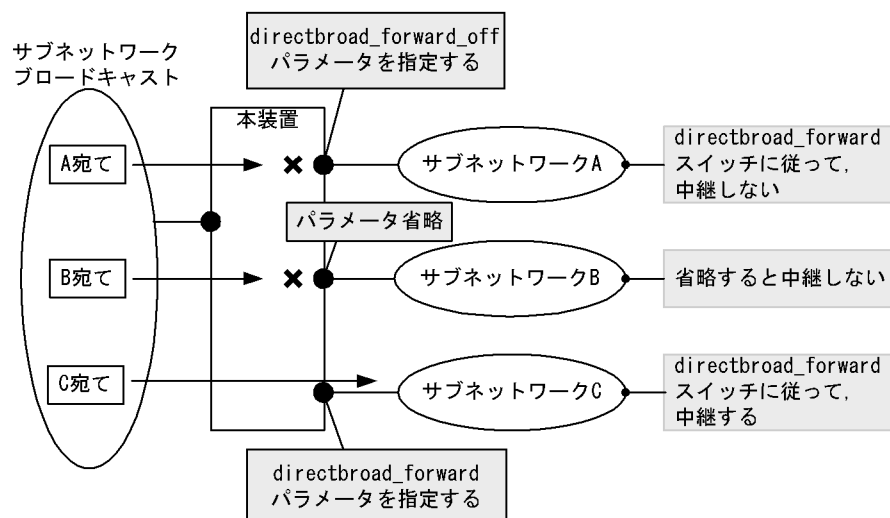 directbroad_forward_off
パラメータを指定する
サブネットワーク
ブロードキャスト
本装置
A宛て
サブネットワークA
directbroad_forward
スイッチに従って,
中継しない
パラメータ省略
B宛て
サブネットワークB
省略すると中継しない
C宛て
サブネットワークC
directbroad_forward
スイッチに従って,
中継する
directbroad_forward
パラメータを指定する